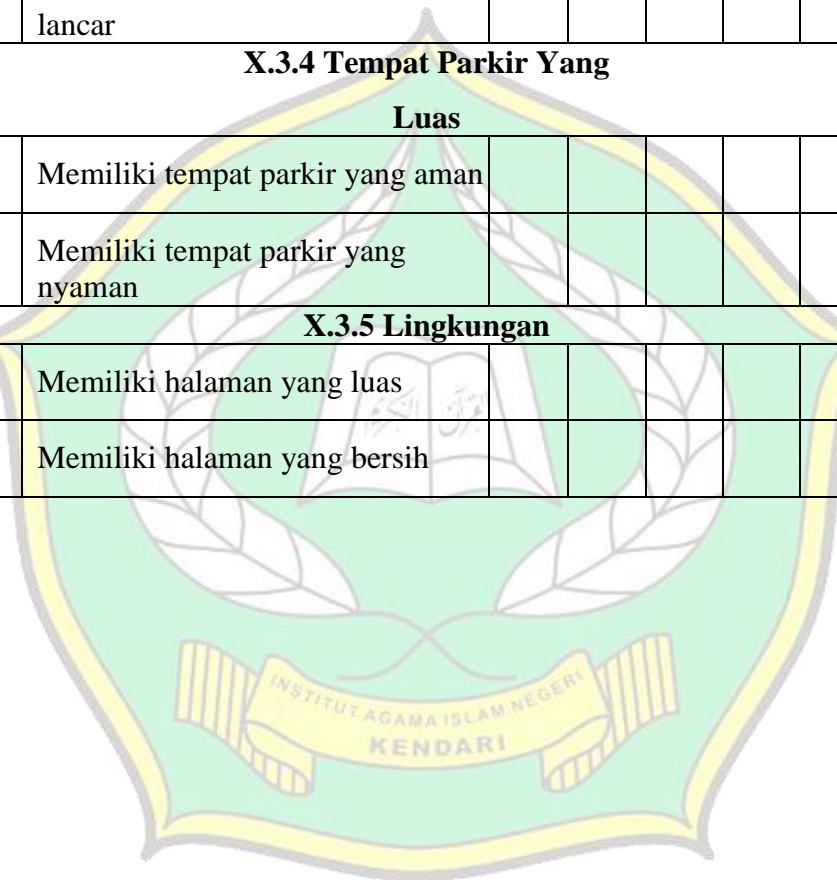 lancar
X.3.4 Tempat Parkir Yang
Luas
Memiliki tempat parkir yang aman
Memiliki tempat parkir yang
nyaman
X.3.5 Lingkungan
Memiliki halaman yang luas
Memiliki halaman yang bersih
INSTITUT AGAMA ISLAM NEGERI
KENDARI